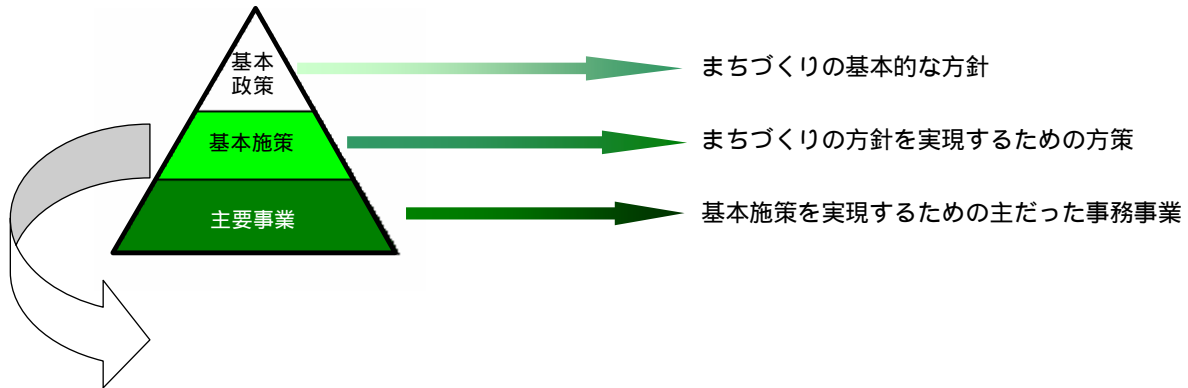 基本
政策
まちづくりの基本的な方針
基本施策
まちづくりの方針を実現するための方策
主要事業
基本施策を実現するための主だった事務事業